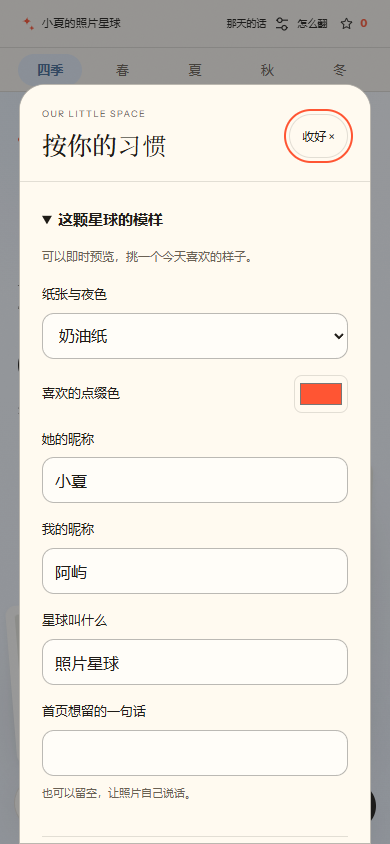 小夏的照片星球
那天的话 怎么翻 0
四季 春 夏 秋 冬
OUR LITTLE SPACE
按你的习惯
收好 ×
▼ 这颗星球的模样
可以即时预览，挑一个今天喜欢的样子。
纸张与夜色
奶油纸
喜欢的点缀色
她的昵称
小夏
我的昵称
阿屿
星球叫什么
照片星球
首页想留的一句话
也可以留空，让照片自己说话。